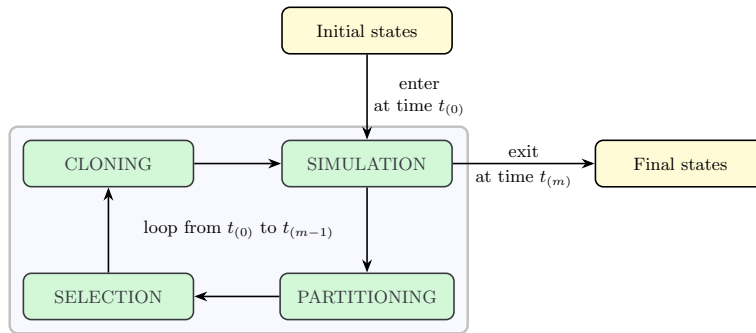 Initial states
enter
at time t₍₀₎
CLONING
SIMULATION
exit
at time t₍ₘ₎
Final states
loop from t₍₀₎ to t₍ₘ₋₁₎
SELECTION
PARTITIONING